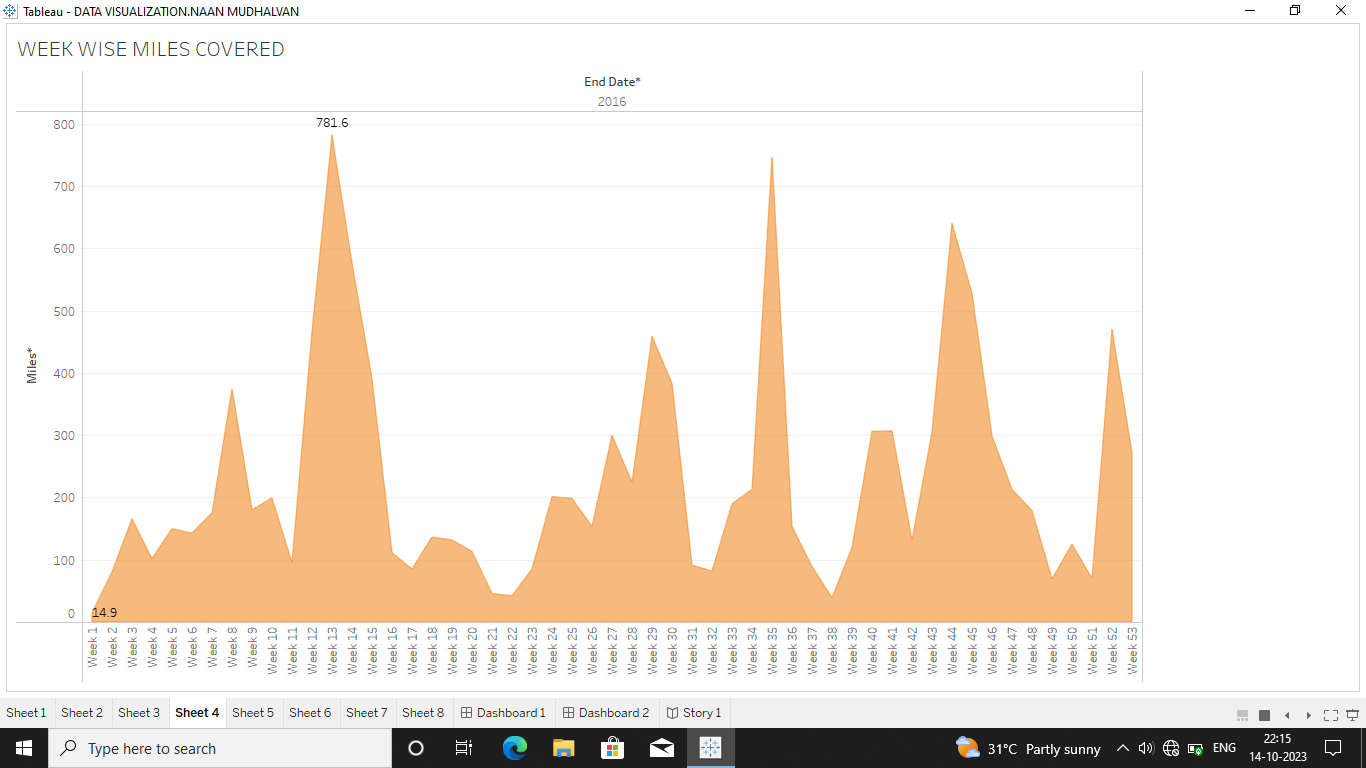 Tableau - DATA VISUALIZATION.NAAN MUDHALVAN
WEEK WISE MILES COVERED
End Date*
2016
800
781.6
700
600
500
400
300
200
100
0
14.9
Miles*
Week 1
Week 2
Week 3
Week 4
Week 5
Week 6
Week 7
Week 8
Week 9
Week 10
Week 11
Week 12
Week 13
Week 14
Week 15
Week 16
Week 17
Week 18
Week 19
Week 20
Week 21
Week 22
Week 23
Week 24
Week 25
Week 26
Week 27
Week 28
Week 29
Week 30
Week 31
Week 32
Week 33
Week 34
Week 35
Week 36
Week 37
Week 38
Week 39
Week 40
Week 41
Week 42
Week 43
Week 44
Week 45
Week 46
Week 47
Week 48
Week 49
Week 50
Week 51
Week 52
Week 53
Sheet 1 Sheet 2 Sheet 3 Sheet 4 Sheet 5 Sheet 6 Sheet 7 Sheet 8 Dashboard 1 Dashboard 2 Story 1
Type here to search
31°C Partly sunny
ENG
22:15
14-10-2023